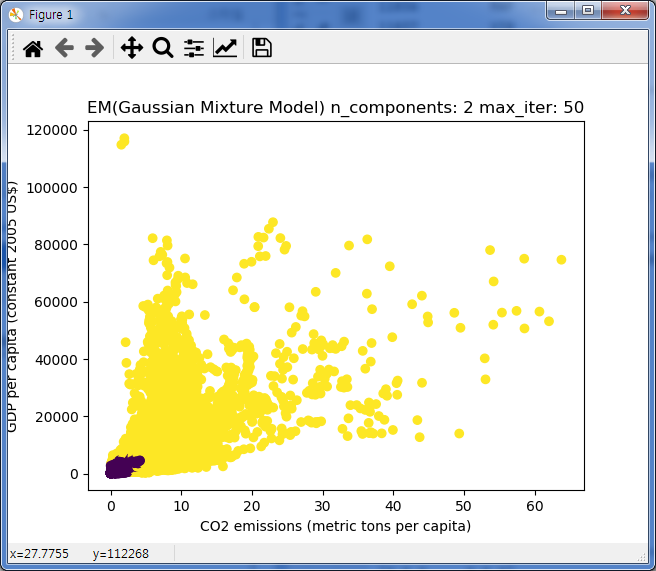 Figure 1
EM(Gaussian Mixture Model) n_components: 2 max_iter: 50
120000
100000
80000
60000
40000
20000
0
GDP per capita (constant 2005 US$)
0 10 20 30 40 50 60
CO2 emissions (metric tons per capita)
x=27.7755 y=112268